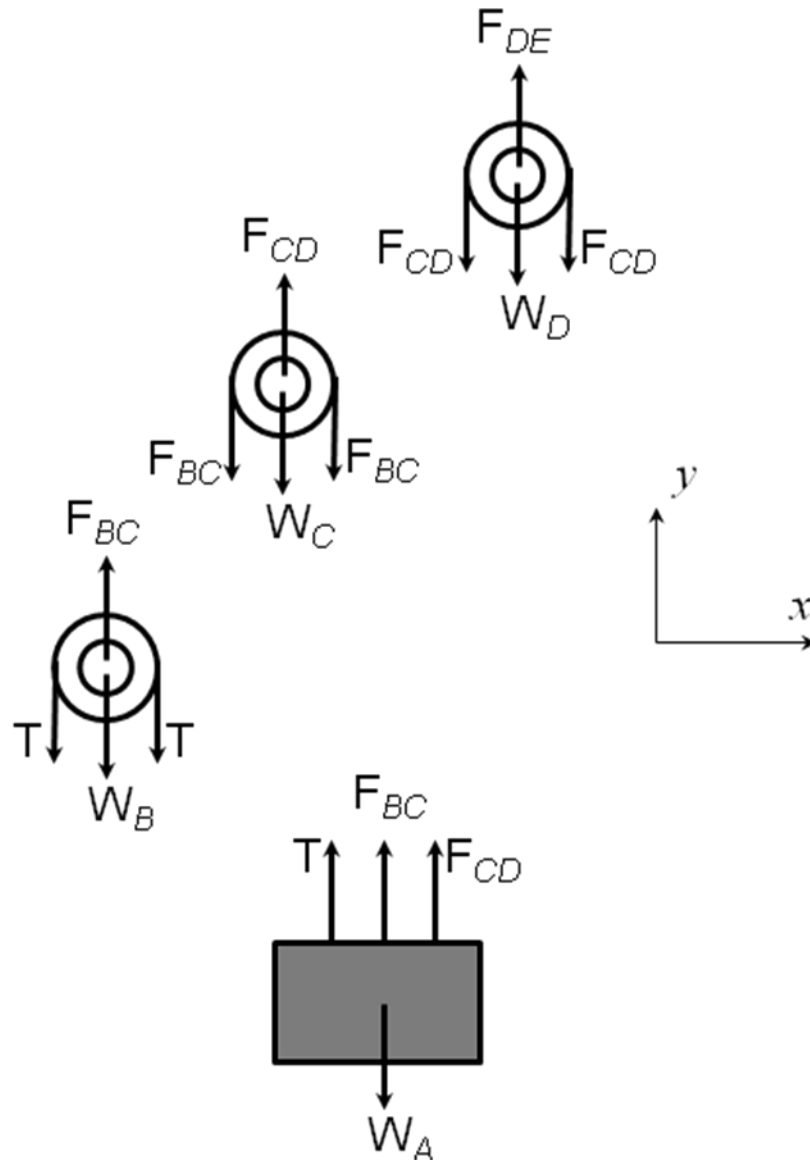 F_DE
F_CD F_CD
W_D
F_CD
F_BC F_BC
W_C
F_BC
T T
W_B
y
x
F_BC
T F_CD
W_A